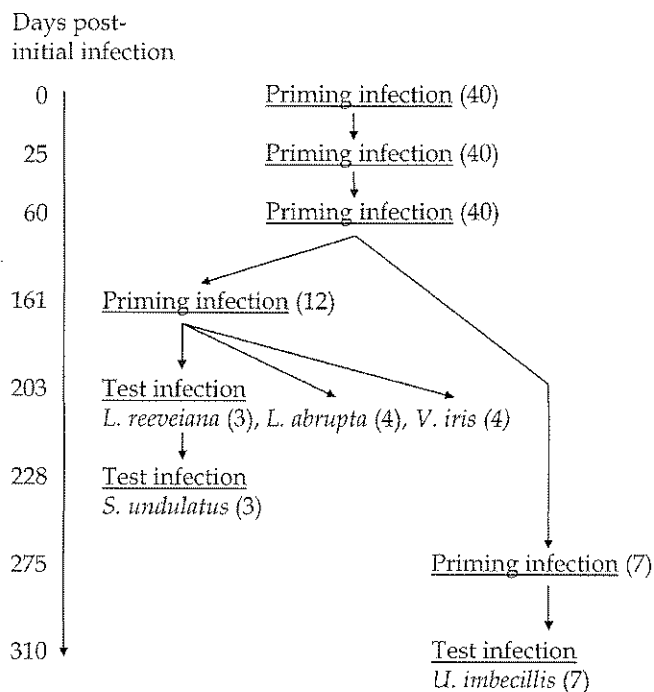 Days post-
initial infection
0 Priming infection (40)
25 Priming infection (40)
60 Priming infection (40)
161 Priming infection (12)
203 Test infection
L. reeveiana (3), L. abrupta (4), V. iris (4)
228 Test infection
S. undulatus (3)
275 Priming infection (7)
310 Test infection
U. imbecillis (7)